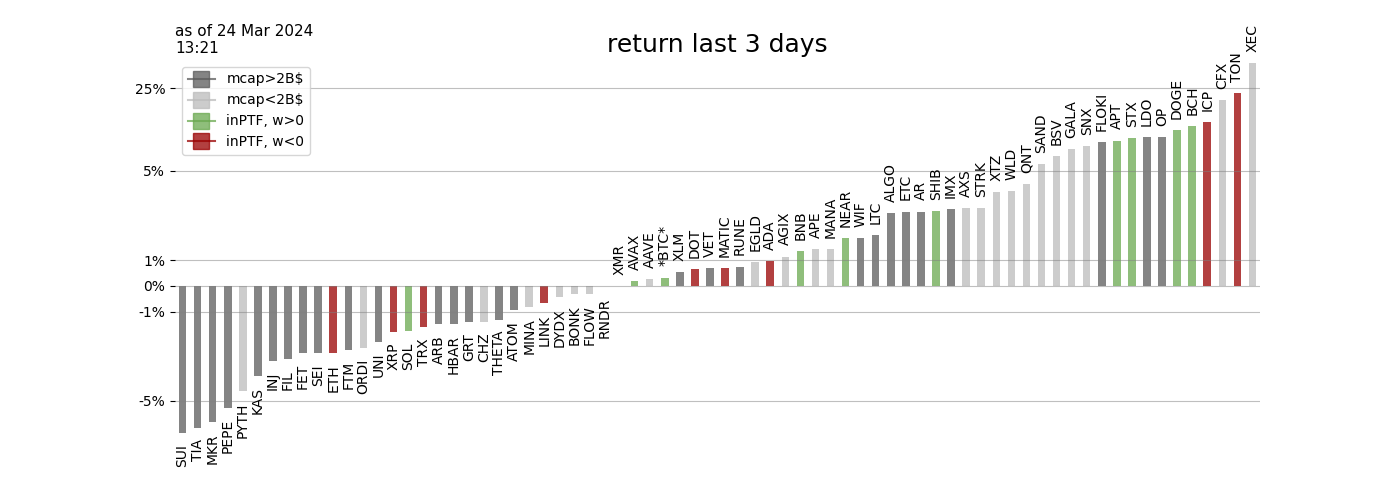 as of 24 Mar 2024
13:21
return last 3 days
mcap>2B$
mcap<2B$
inPTF, w>0
inPTF, w<0
25%
5%
1%
0%
-1%
-5%
SUI
TIA
MKR
PEPE
PYTH
KAS
INJ
FIL
FET
SEI
ETH
FTM
ORDI
UNI
XRP
SOL
TRX
ARB
HBAR
GRT
CHZ
THETA
ATOM
MINA
LINK
DYDX
BONK
FLOW
RNDR
XMR
AVAX
AAVE
*BTC*
XLM
DOT
VET
MATIC
RUNE
EGLD
ADA
AGIX
BNB
APE
MANA
NEAR
WIF
LTC
ALGO
ETC
AR
SHIB
IMX
AXS
STRK
XTZ
WLD
QNT
SAND
BSV
GALA
SNX
FLOKI
APT
STX
LDO
OP
DOGE
BCH
ICP
CFX
TON
XEC